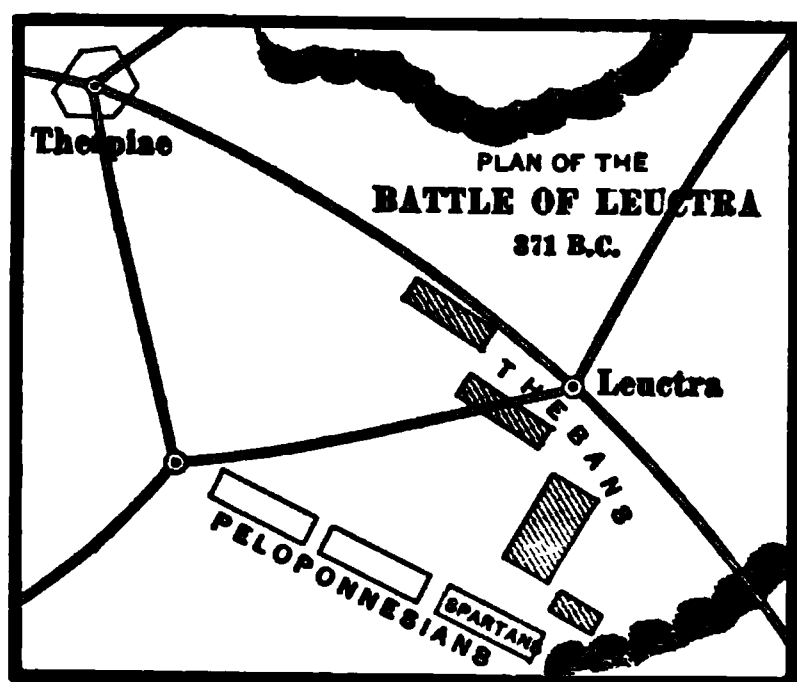 Thespiae
PLAN OF THE
BATTLE OF LEUCTRA
371 B.C.
Leuctra
THEBANS
PELOPONNESIANS
SPARTANS